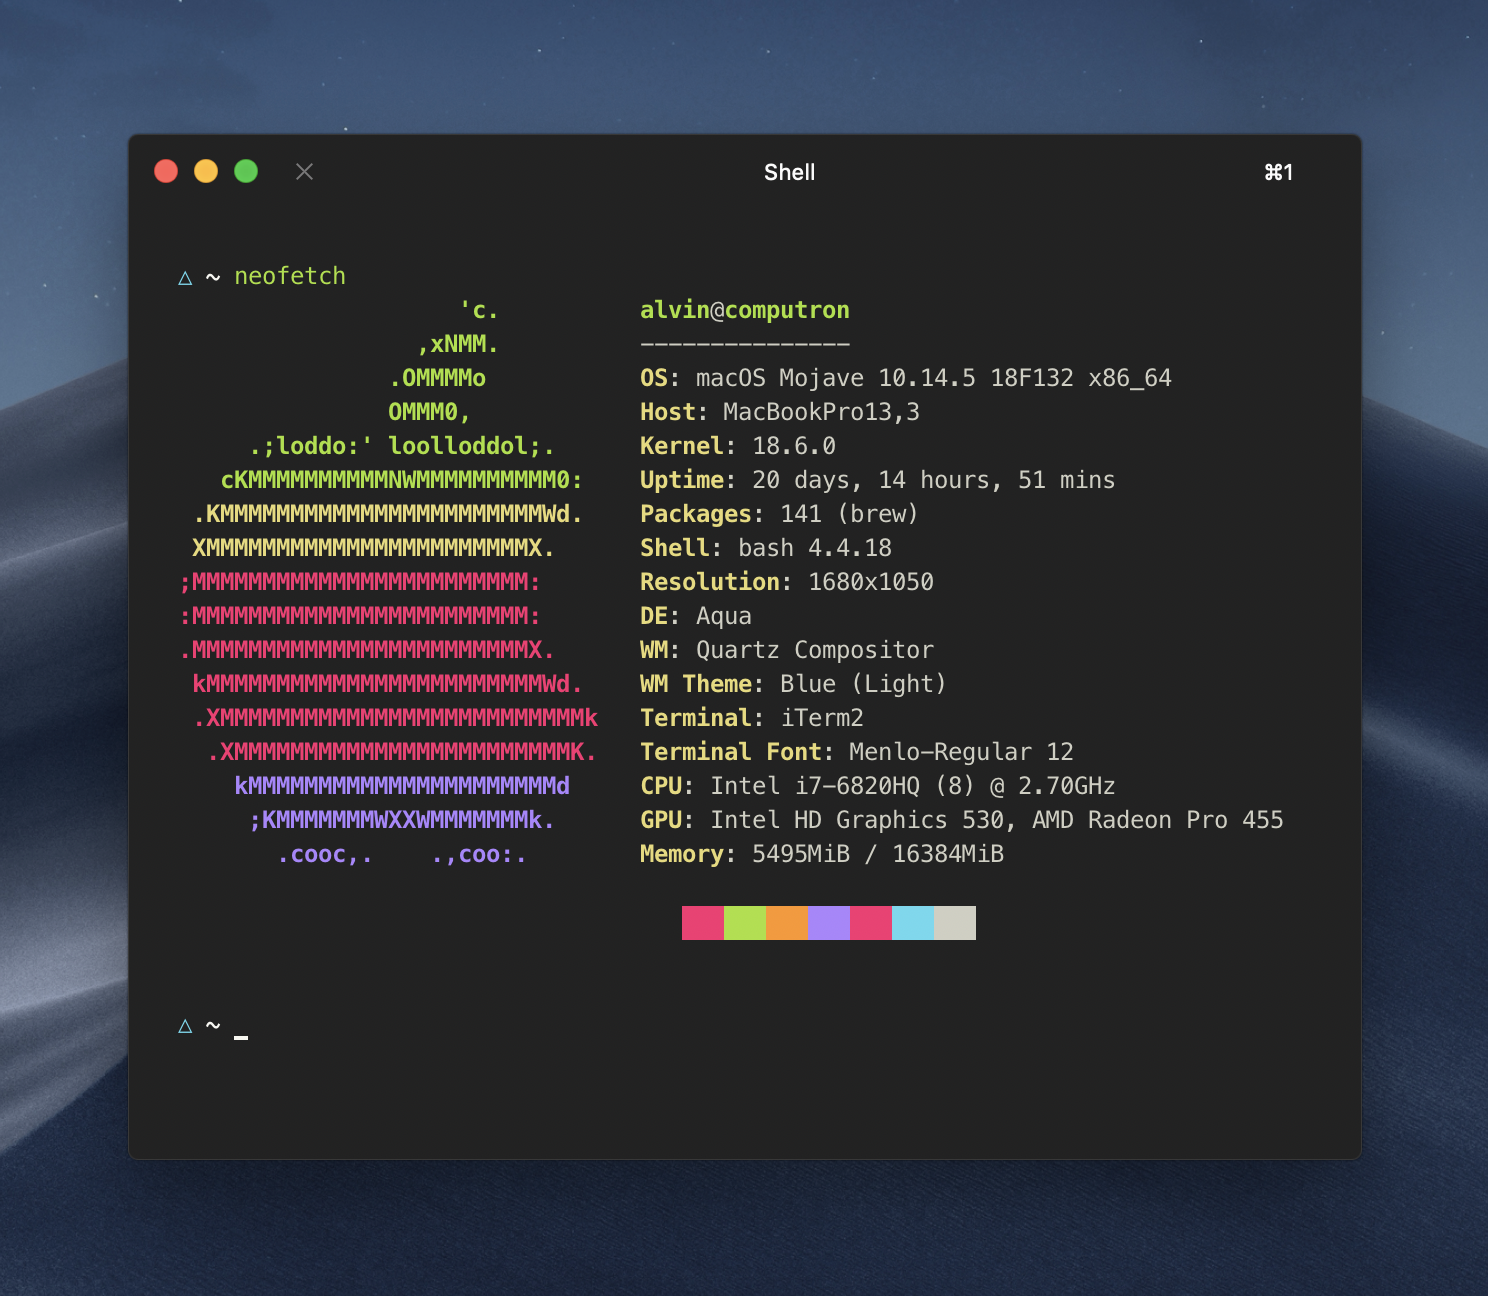 Shell ⌘1
△ ~ neofetch
'c. alvin@computron
,xNMM. ---------------
.OMMMMo OS: macOS Mojave 10.14.5 18F132 x86_64
OMMM0, Host: MacBookPro13,3
.;loddo:' loolloddol;. Kernel: 18.6.0
cKMMMMMMMMMMNWMMMMMMMMMM0: Uptime: 20 days, 14 hours, 51 mins
.KMMMMMMMMMMMMMMMMMMMMMMMWd. Packages: 141 (brew)
XMMMMMMMMMMMMMMMMMMMMMMMX. Shell: bash 4.4.18
;MMMMMMMMMMMMMMMMMMMMMMMM: Resolution: 1680x1050
:MMMMMMMMMMMMMMMMMMMMMMMM: DE: Aqua
.MMMMMMMMMMMMMMMMMMMMMMMMX. WM: Quartz Compositor
kMMMMMMMMMMMMMMMMMMMMMMMMWd. WM Theme: Blue (Light)
.XMMMMMMMMMMMMMMMMMMMMMMMMMMk Terminal: iTerm2
.XMMMMMMMMMMMMMMMMMMMMMMMMK. Terminal Font: Menlo-Regular 12
kMMMMMMMMMMMMMMMMMMMMMMd CPU: Intel i7-6820HQ (8) @ 2.70GHz
;KMMMMMMMWXXWMMMMMMMk. GPU: Intel HD Graphics 530, AMD Radeon Pro 455
.cooc,. .,coo:. Memory: 5495MiB / 16384MiB
△ ~ _